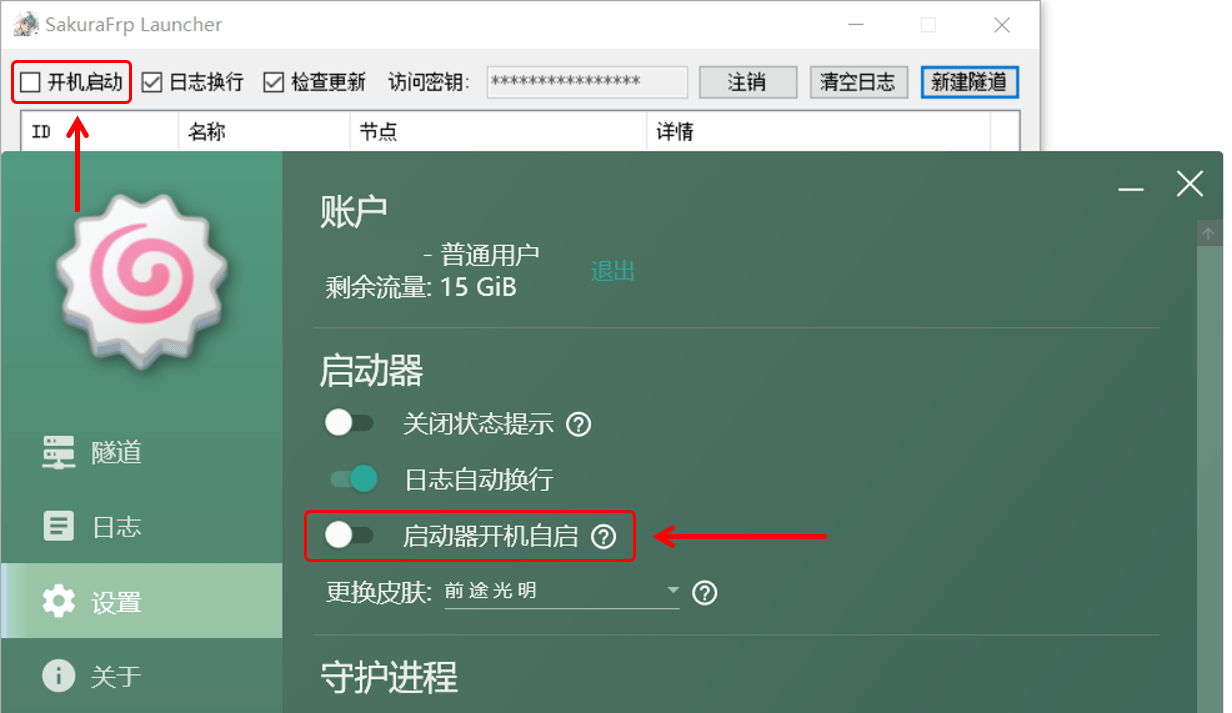 SakuraFrp Launcher
开机启动 日志换行 检查更新 访问密钥: **************** 注销 清空日志 新建隧道
ID 名称 节点 详情
账户
- 普通用户
退出
剩余流量: 15 GiB
启动器
关闭状态提示
日志自动换行
启动器开机自启
更换皮肤: 前途光明
守护进程
隧道
日志
设置
关于